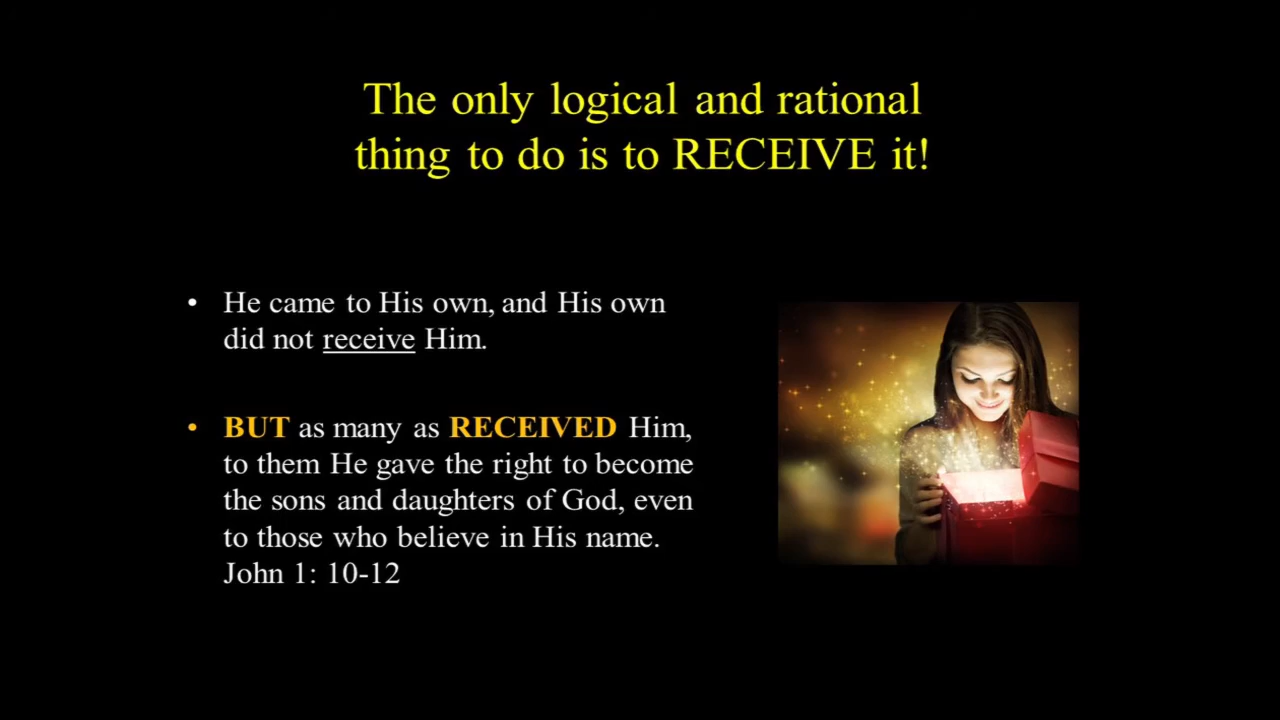 The only logical and rational
thing to do is to RECEIVE it!
• He came to His own, and His own
did not receive Him.
• BUT as many as RECEIVED Him,
to them He gave the right to become
the sons and daughters of God, even
to those who believe in His name.
John 1: 10-12